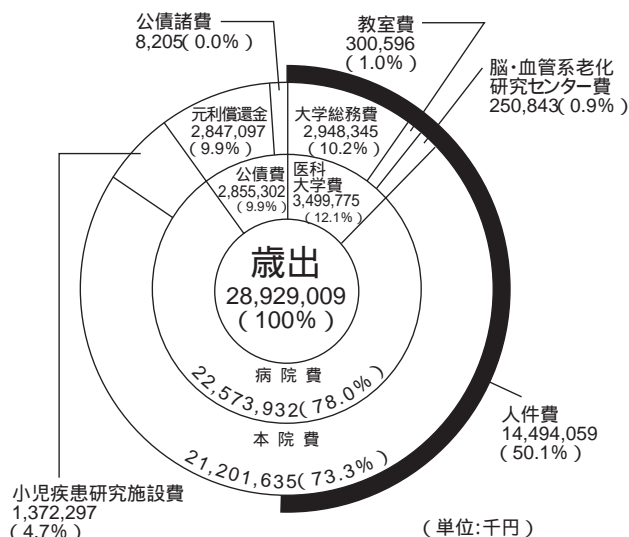 公債諸費
8,205(0.0%)
教室費
300,596
(1.0%)
脳・血管系老化
研究センター費
250,843(0.9%)
元利償還金
2,847,097
(9.9%)
大学総務費
2,948,345
(10.2%)
公債費
2,855,302
(9.9%)
医科
大学費
3,499,775
(12.1%)
歳出
28,929,009
(100%)
病院費
22,573,932(78.0%)
本院費
21,201,635(73.3%)
人件費
14,494,059
(50.1%)
小児疾患研究施設費
1,372,297
(4.7%)
(単位:千円)